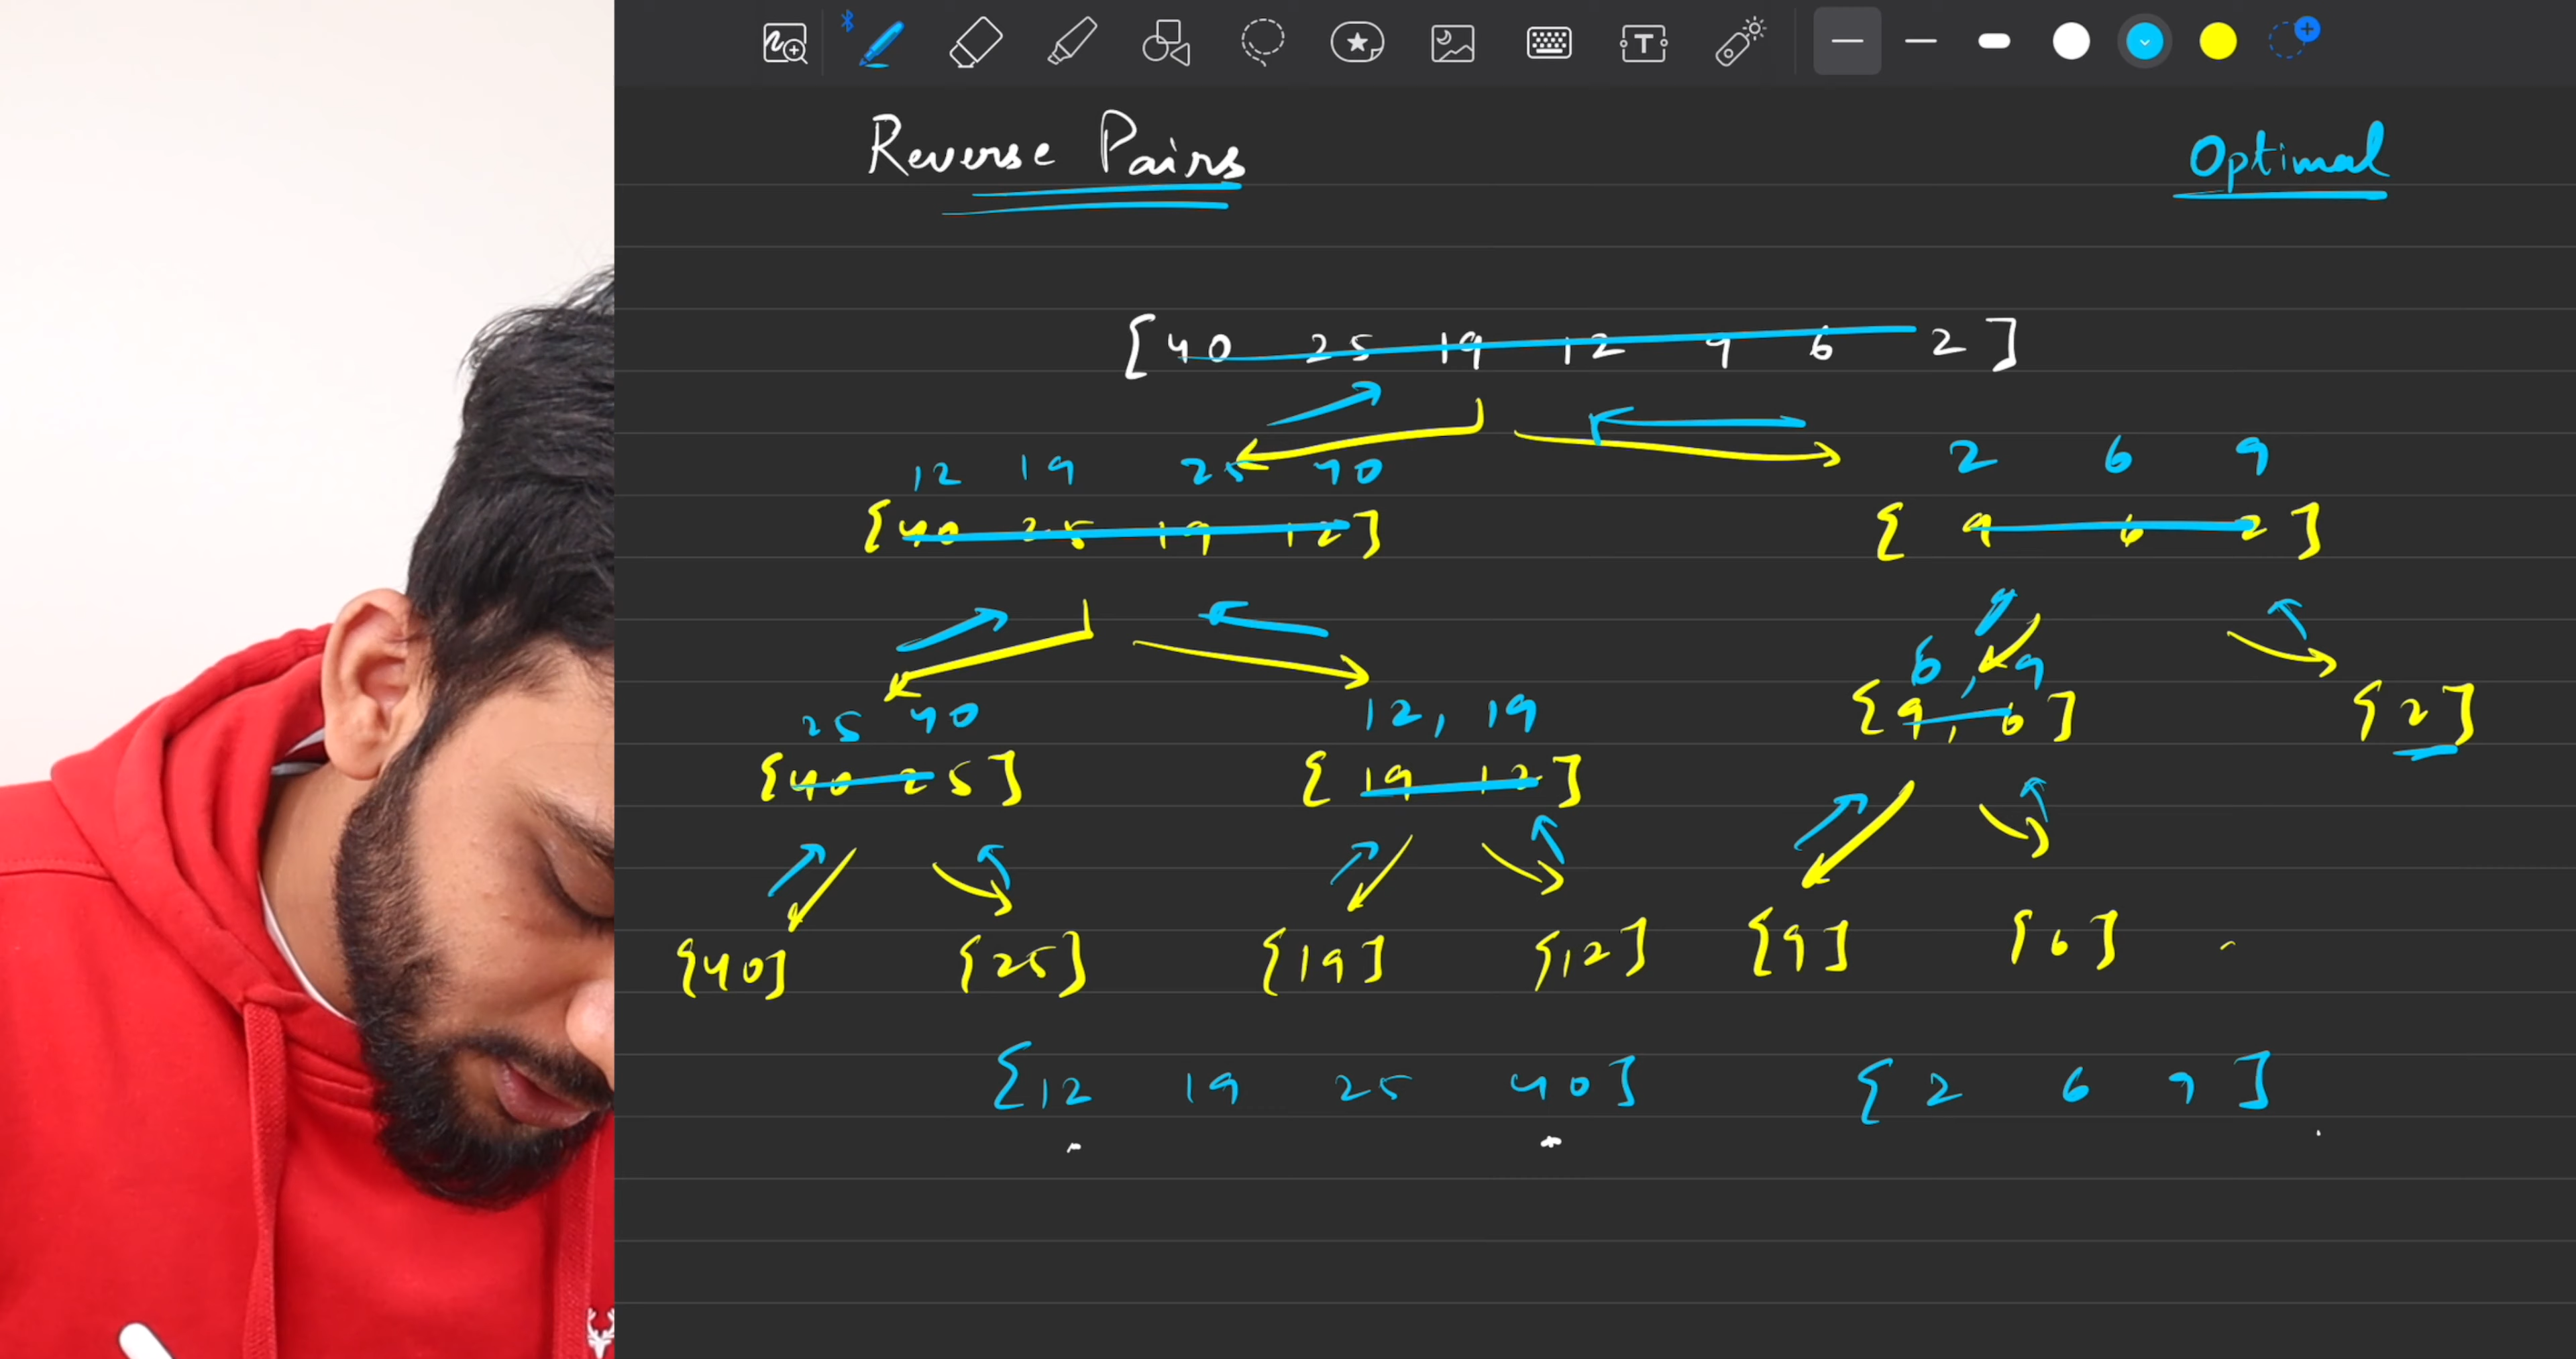 Reverse Pairs
Optimal
[40 25 19 12 9 6 2]
12 19 25 40
2 6 9
[40 25 19 12]
[9 6 2]
6, 9
25 40
12, 19
[9, 6]
[2]
[40 25]
[19 12]
[40] [25] [19] [12] [9] [6]
[12 19 25 40] [2 6 9]